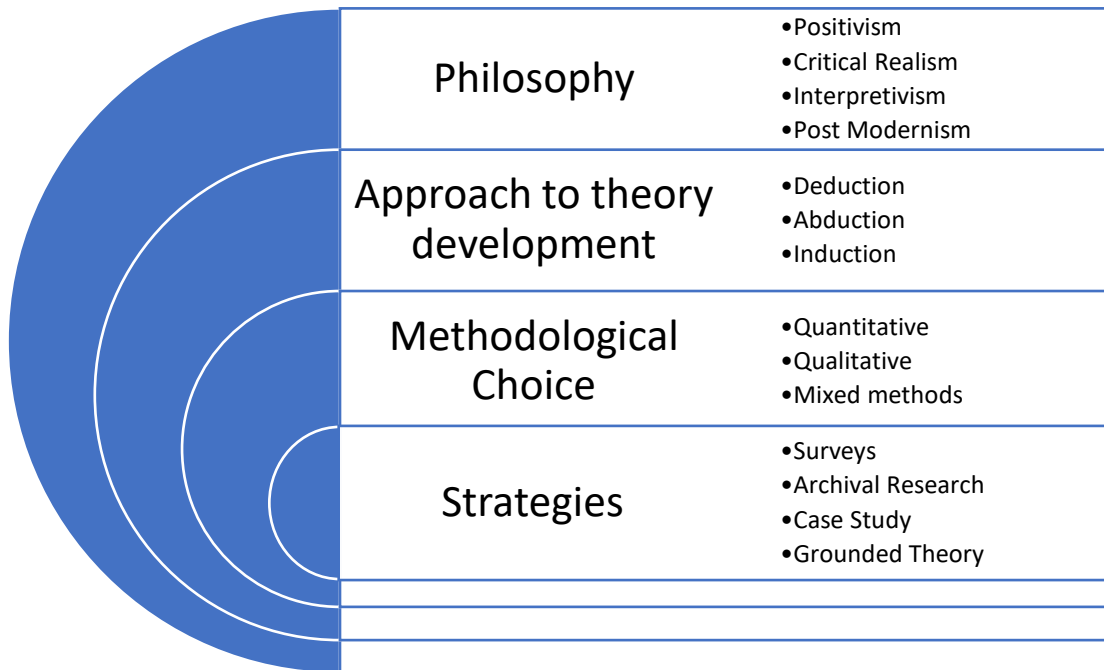 Philosophy
•Positivism
•Critical Realism
•Interpretivism
•Post Modernism
Approach to theory
development
•Deduction
•Abduction
•Induction
Methodological
Choice
•Quantitative
•Qualitative
•Mixed methods
Strategies
•Surveys
•Archival Research
•Case Study
•Grounded Theory